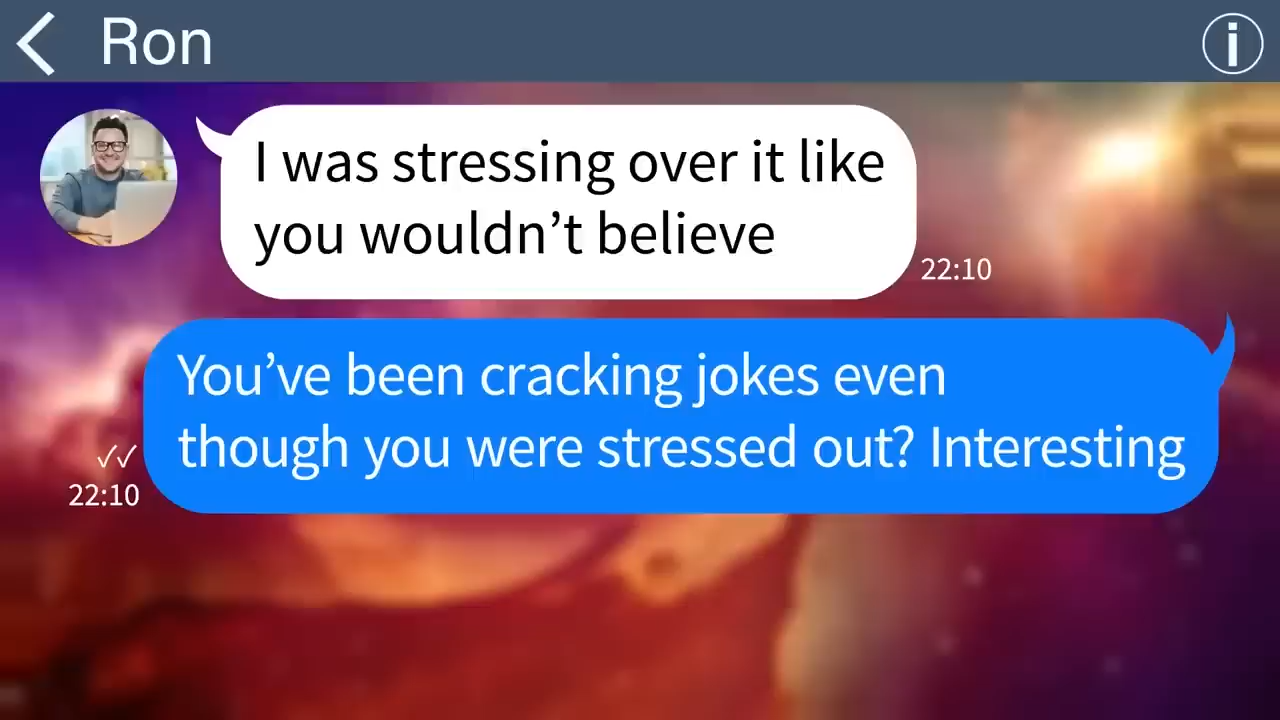 Ron
I was stressing over it like
you wouldn’t believe
22:10
You’ve been cracking jokes even
though you were stressed out? Interesting
22:10